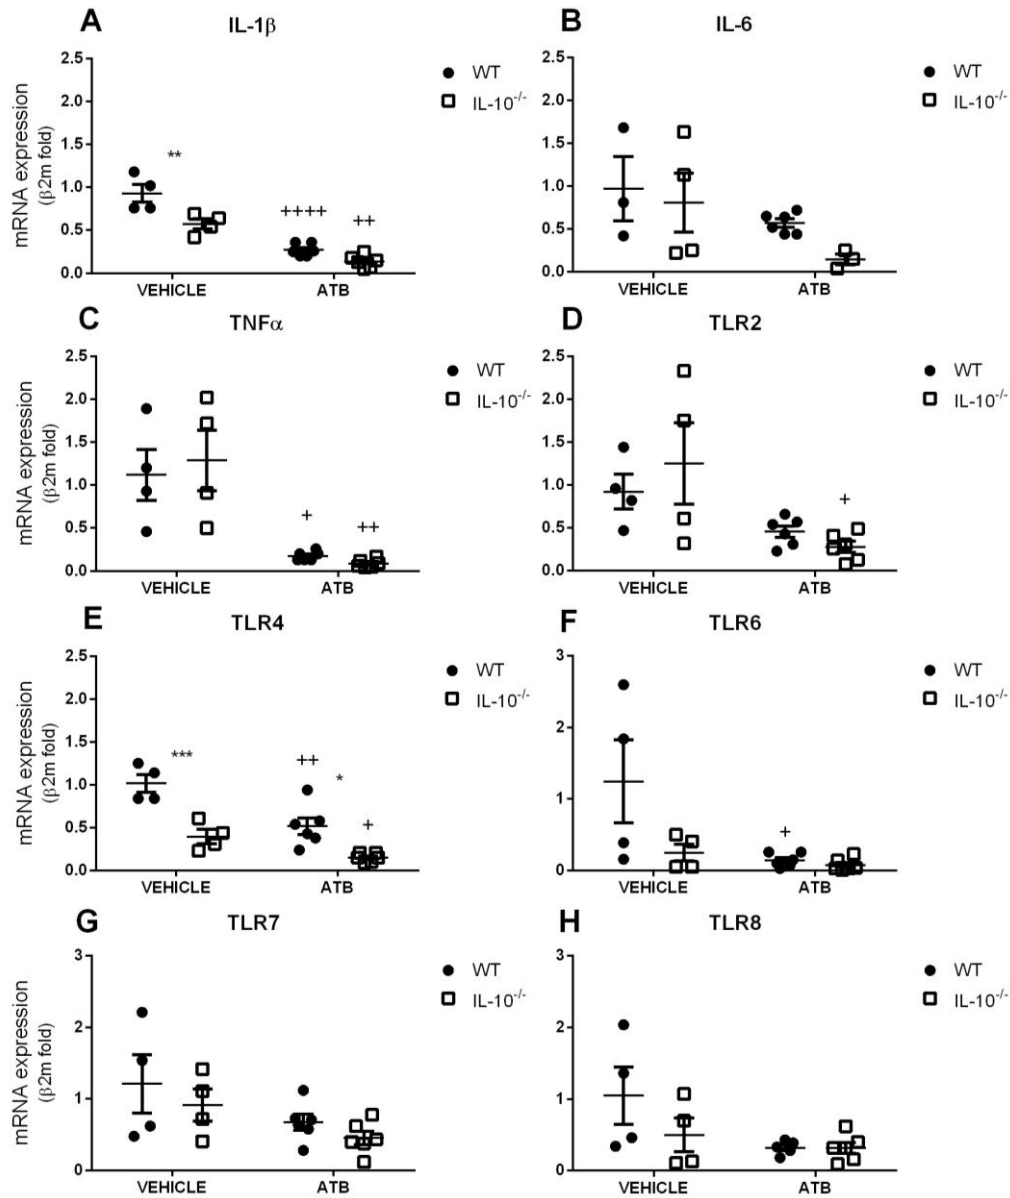 A
IL-1β
mRNA expression
(β2m fold)
2.5
2.0
1.5
1.0
0.5
0.0
**
++++
++
VEHICLE
ATB
WT
IL-10-/-
B
IL-6
2.5
2.0
1.5
1.0
0.5
0.0
VEHICLE
ATB
WT
IL-10-/-
C
TNFα
mRNA expression
(β2m fold)
2.5
2.0
1.5
1.0
0.5
0.0
+
++
VEHICLE
ATB
WT
IL-10-/-
D
TLR2
2.5
2.0
1.5
1.0
0.5
0.0
+
VEHICLE
ATB
WT
IL-10-/-
E
TLR4
mRNA expression
(β2m fold)
2.5
2.0
1.5
1.0
0.5
0.0
***
++
*
+
VEHICLE
ATB
WT
IL-10-/-
F
TLR6
3
2
1
0
+
VEHICLE
ATB
WT
IL-10-/-
G
TLR7
mRNA expression
(β2m fold)
3
2
1
0
VEHICLE
ATB
WT
IL-10-/-
H
TLR8
3
2
1
0
VEHICLE
ATB
WT
IL-10-/-